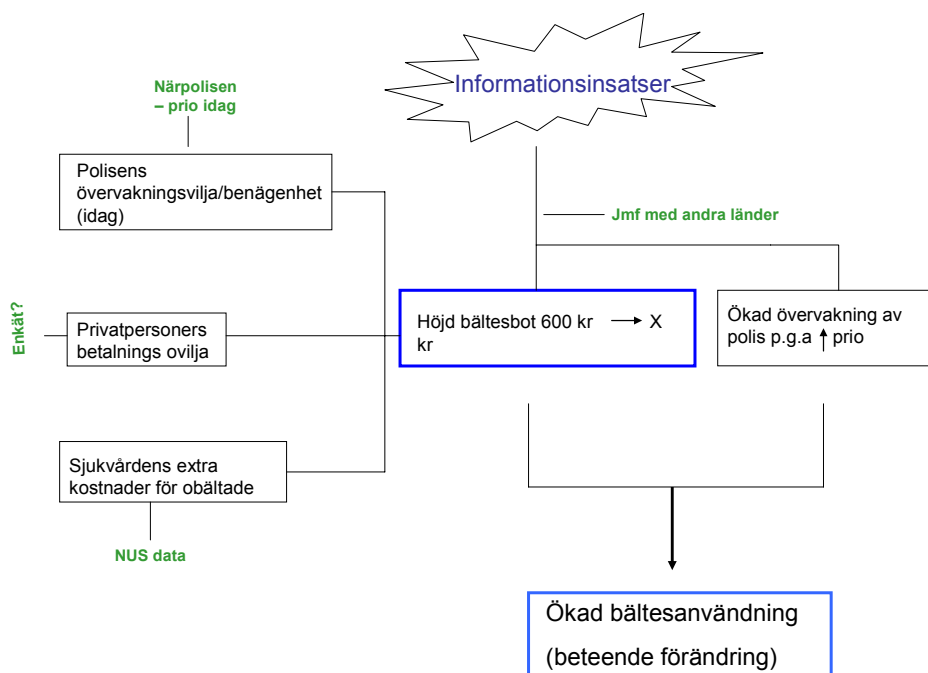 Informationsinsatser
Närpolisen
– prio idag
Polisens
övervakningsvilja/benägenhet
(idag)
Jmf med andra länder
Enkät?
Privatpersoners
betalnings ovilja
Höjd bältesbot 600 kr → X
kr
Ökad övervakning av
polis p.g.a ↑ prio
Sjukvårdens extra
kostnader för obältade
NUS data
Ökad bältesanvändning
(beteende förändring)